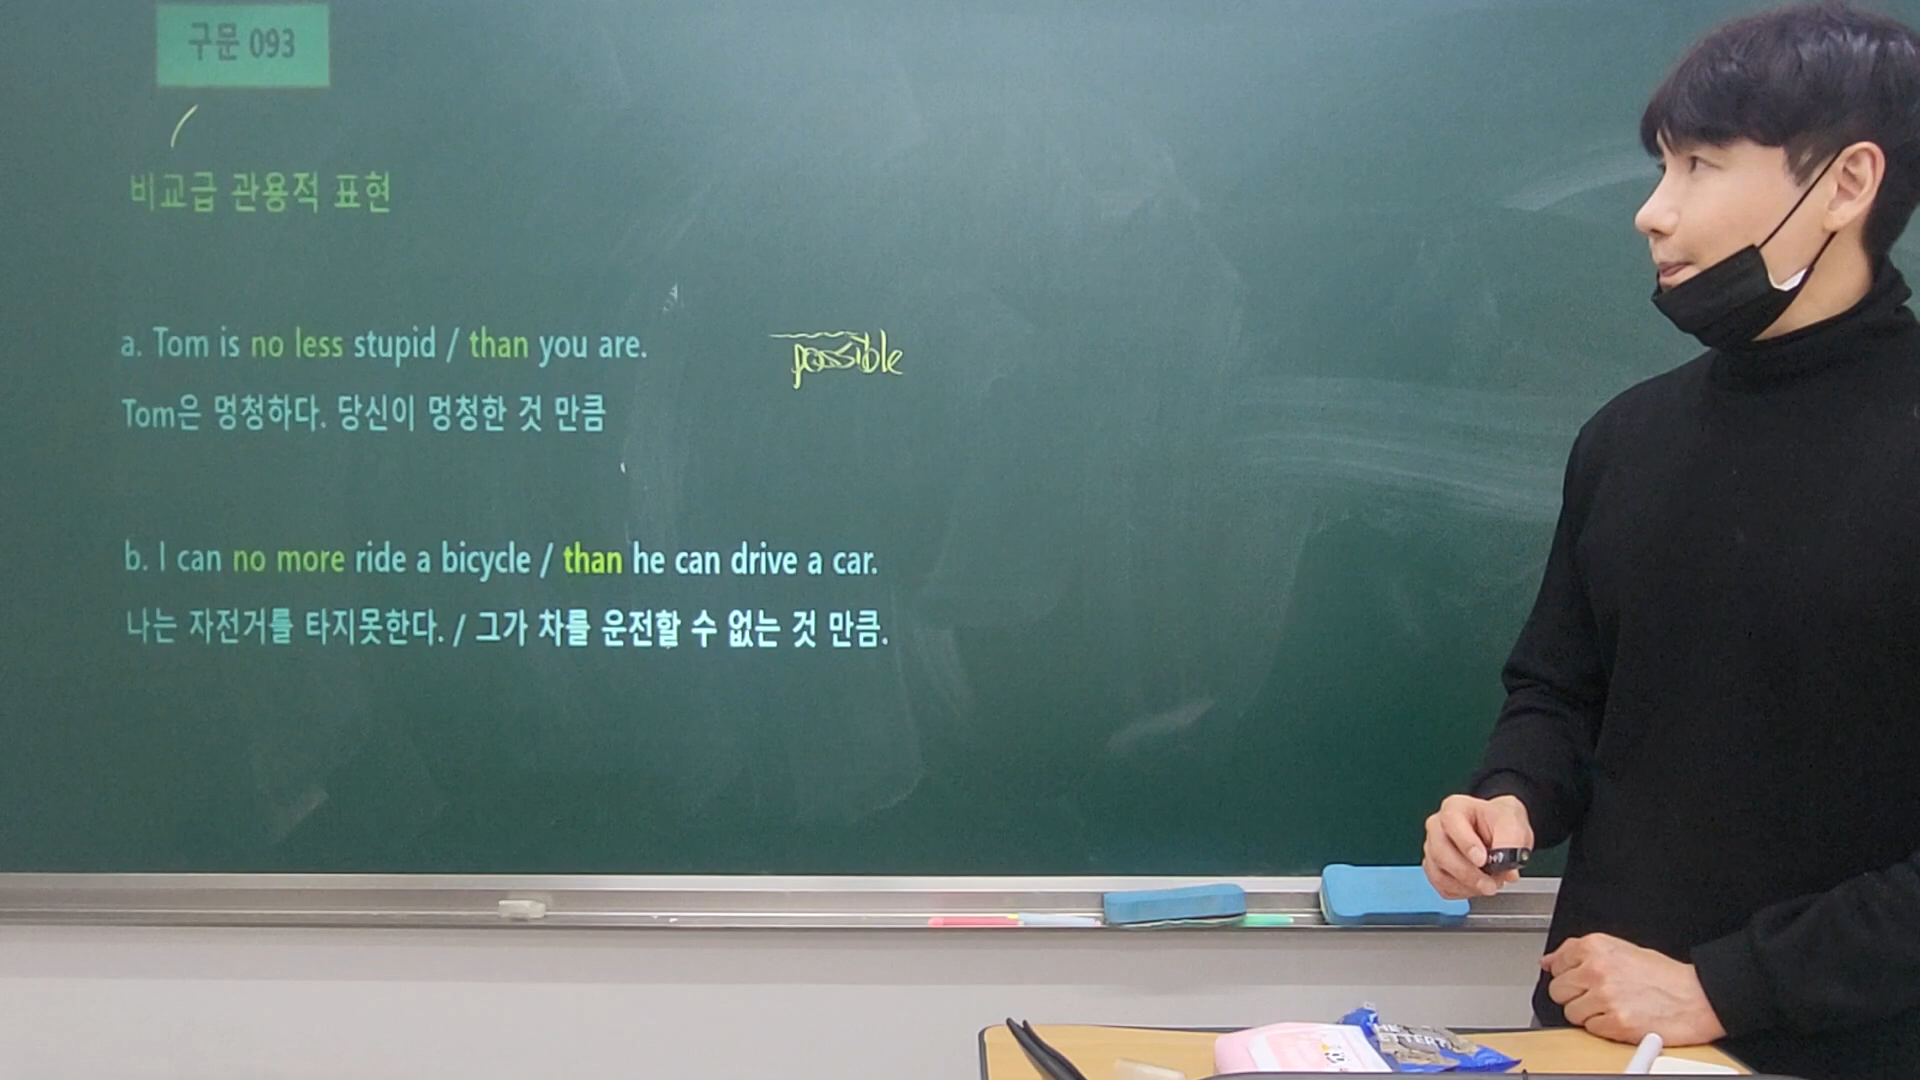 구문 093
비교급 관용적 표현
a. Tom is no less stupid / than you are.
possible
Tom은 멍청하다. 당신이 멍청한 것 만큼
b. I can no more ride a bicycle / than he can drive a car.
나는 자전거를 타지못한다. / 그가 차를 운전할 수 없는 것 만큼.